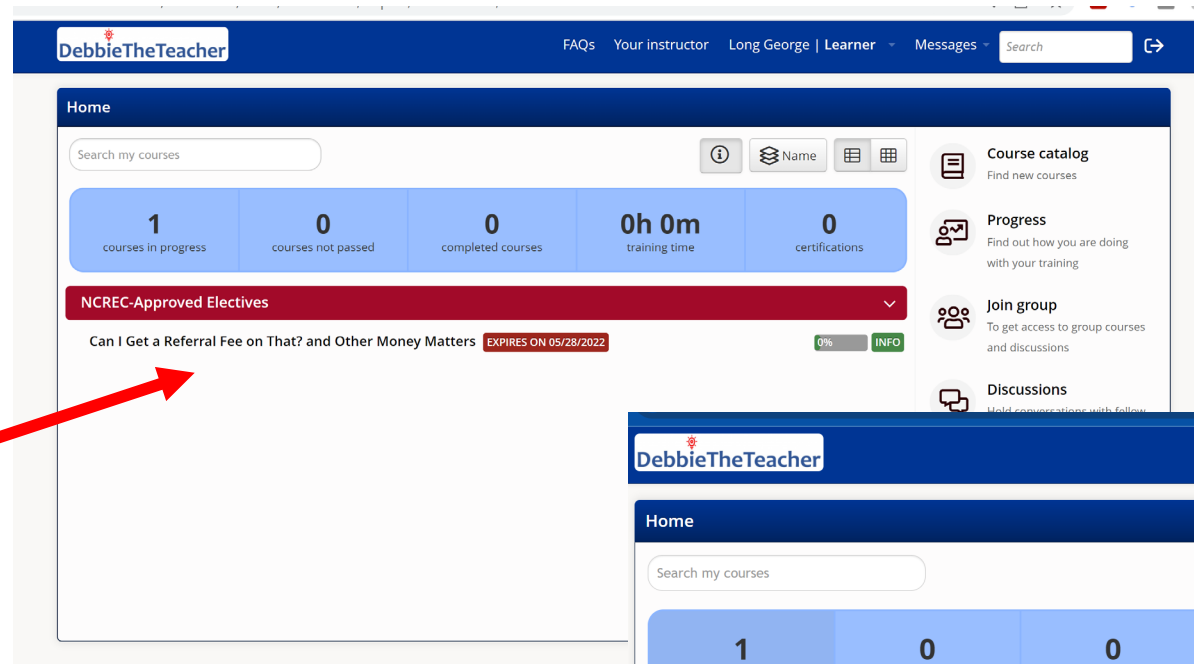 DebbieTheTeacher
FAQs Your instructor Long George | Learner Messages Search
Home
Search my courses
Name
1
courses in progress
0
courses not passed
0
completed courses
0h 0m
training time
0
certifications
NCREC-Approved Electives
Can I Get a Referral Fee on That? and Other Money Matters EXPIRES ON 05/28/2022 0% INFO
Course catalog
Find new courses
Progress
Find out how you are doing
with your training
Join group
To get access to group courses
and discussions
Discussions
Hold conversations with fellow
DebbieTheTeacher
Home
Search my courses
1
0
0